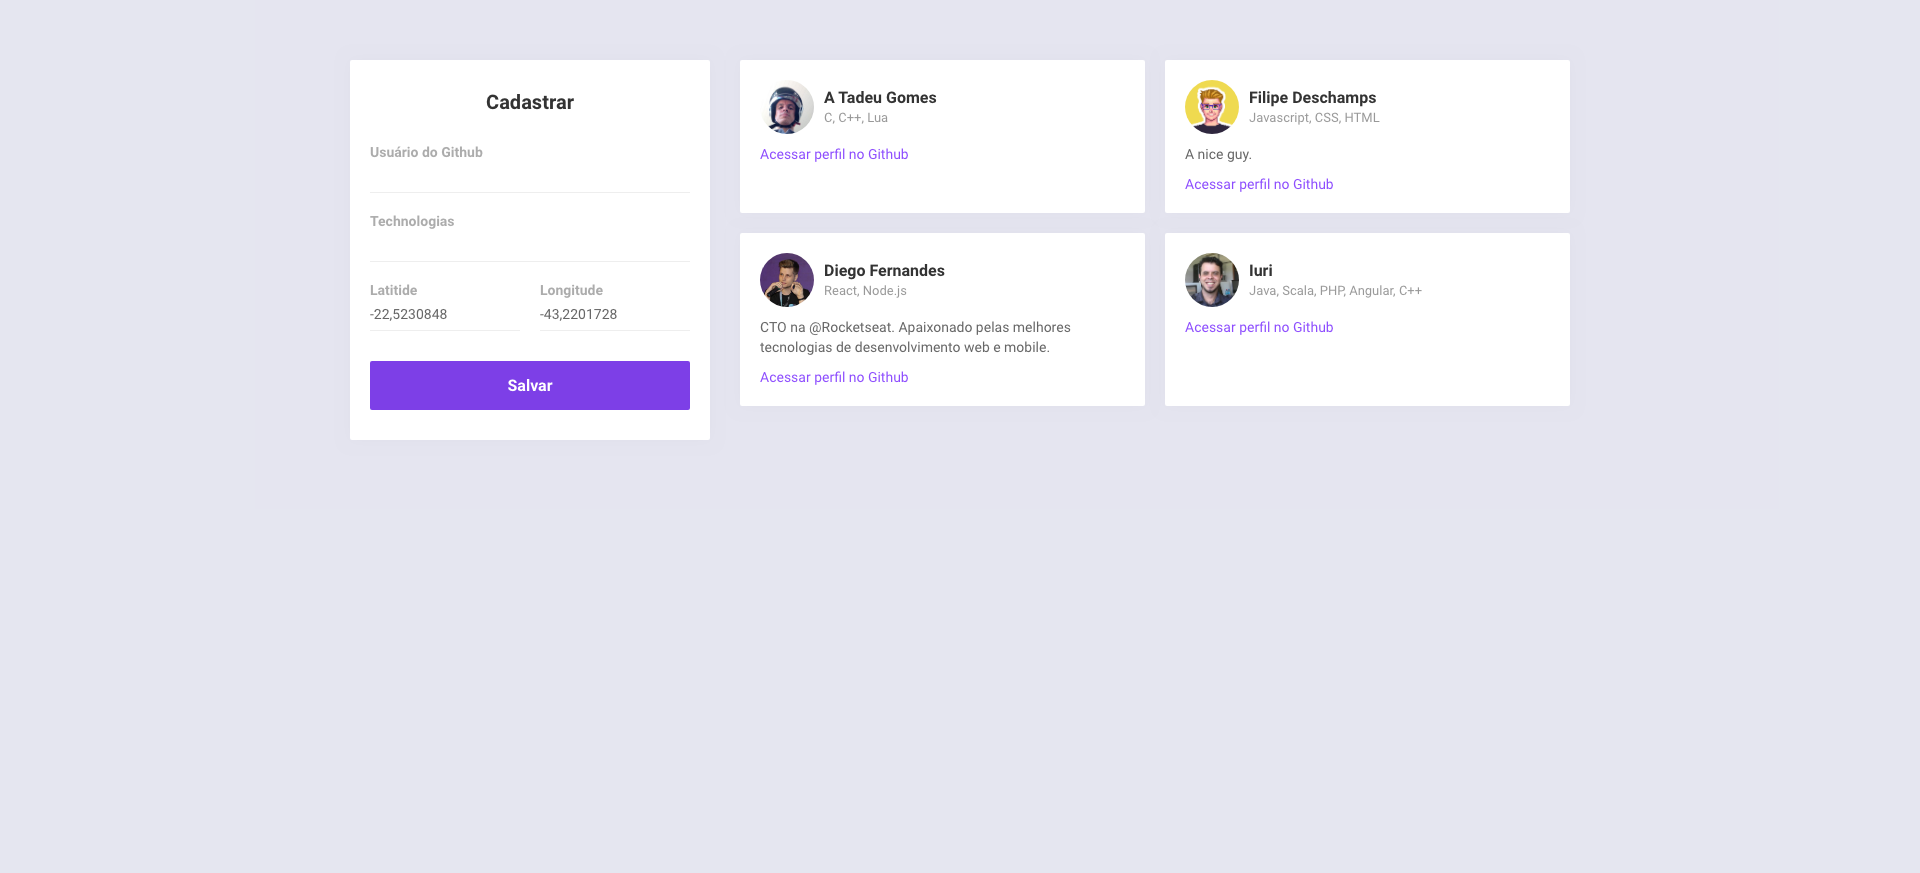 Cadastrar
Usuário do Github
Technologias
Latitide
Longitude
-22,5230848
-43,2201728
Salvar
A Tadeu Gomes
C, C++, Lua
Acessar perfil no Github
Filipe Deschamps
Javascript, CSS, HTML
A nice guy.
Acessar perfil no Github
Diego Fernandes
React, Node.js
CTO na @Rocketseat. Apaixonado pelas melhores
tecnologias de desenvolvimento web e mobile.
Acessar perfil no Github
Iuri
Java, Scala, PHP, Angular, C++
Acessar perfil no Github